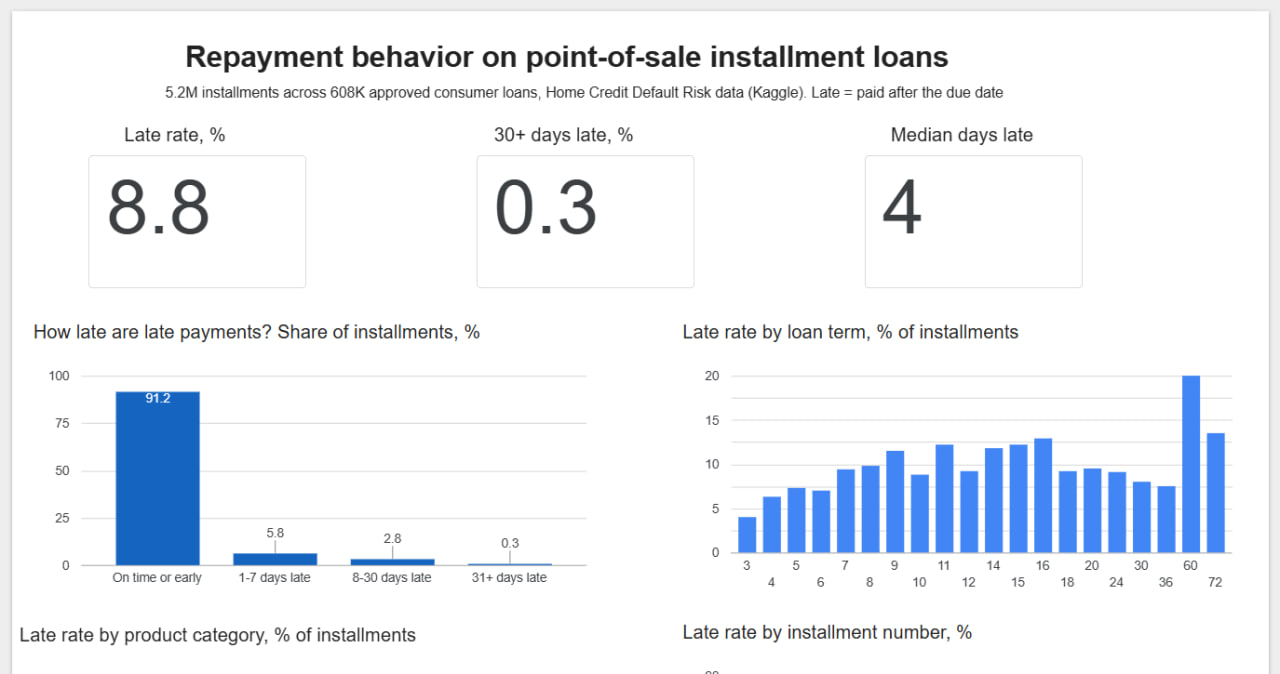 Repayment behavior on point-of-sale installment loans
5.2M installments across 608K approved consumer loans, Home Credit Default Risk data (Kaggle). Late = paid after the due date
Late rate, %
30+ days late, %
Median days late
8.8
0.3
4
How late are late payments? Share of installments, %
100
75
50
25
0
91.2
5.8
2.8
0.3
On time or early
1-7 days late
8-30 days late
31+ days late
Late rate by loan term, % of installments
20
15
10
5
0
3 5 7 9 11 14 16 20 30 60
4 6 8 10 12 15 18 24 36 72
Late rate by product category, % of installments
Late rate by installment number, %